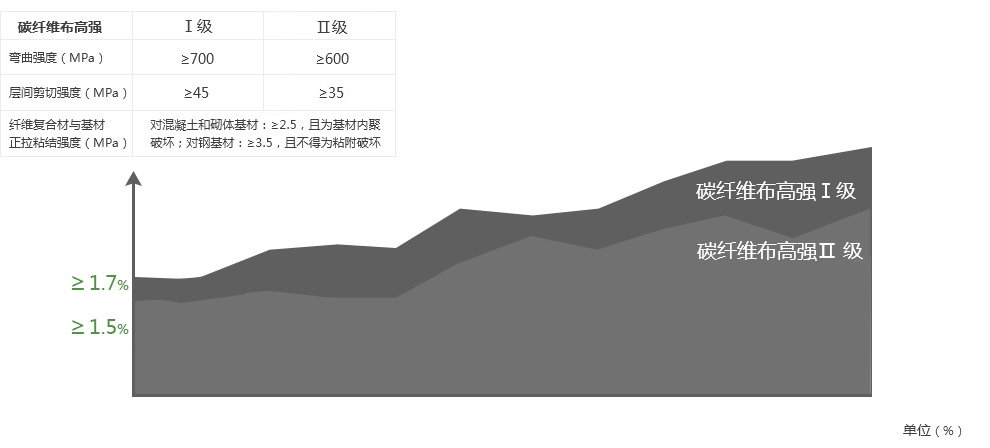 碳纤维布高强 Ⅰ级 Ⅱ级
弯曲强度（MPa） ≥700 ≥600
层间剪切强度（MPa） ≥45 ≥35
纤维复合材与基材
正拉粘结强度（MPa）
对混凝土和砌体基材：≥2.5，且为基材内聚
破坏；对钢基材：≥3.5，且不得为粘附破坏
碳纤维布高强Ⅰ级
碳纤维布高强Ⅱ 级
≥1.7%
≥1.5%
单位（%）